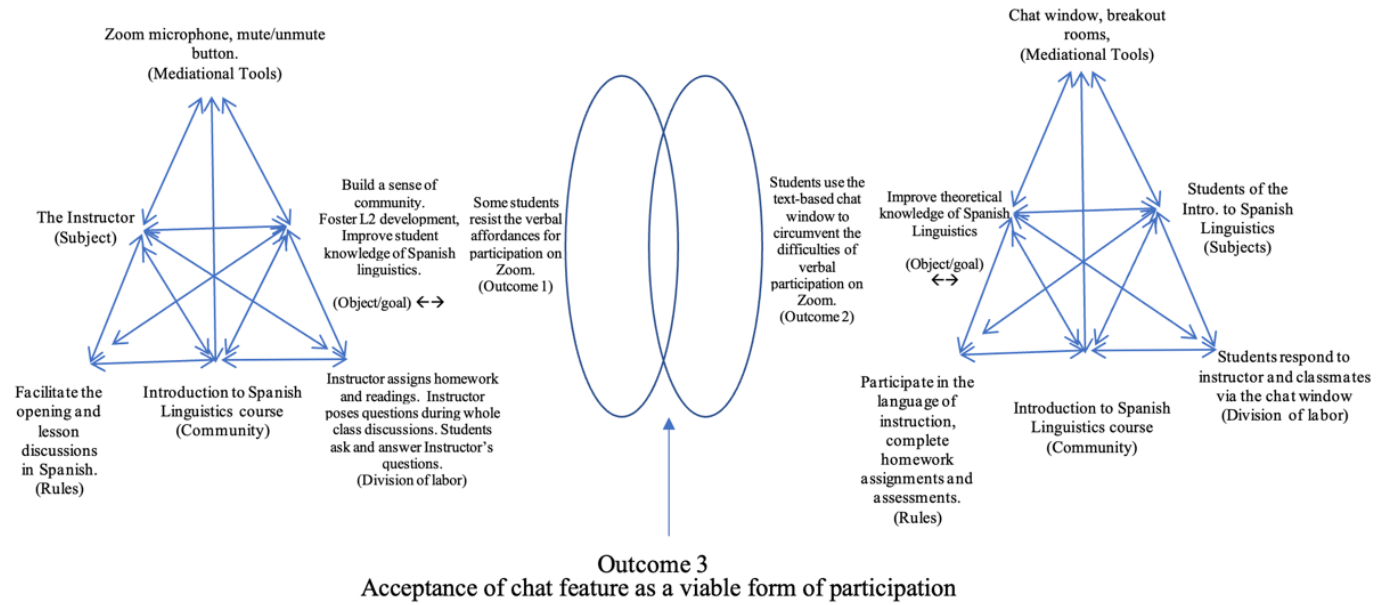 Zoom microphone, mute/unmute
button.
(Mediational Tools)
The Instructor
(Subject)
Build a sense of
community.
Foster L2 development,
Improve student
knowledge of Spanish
linguistics.
(Object/goal) ←→
Some students
resist the verbal
affordances for
participation on
Zoom.
(Outcome 1)
Facilitate the
opening and
lesson
discussions
in Spanish.
(Rules)
Introduction to Spanish
Linguistics course
(Community)
Instructor assigns homework
and readings. Instructor
poses questions during whole
class discussions. Students
ask and answer Instructor's
questions.
(Division of labor)
Chat window, breakout
rooms,
(Mediational Tools)
Students use the
text-based chat
window to
circumvent the
difficulties of
verbal
participation on
Zoom.
(Outcome 2)
Improve theoretical
knowledge of Spanish
Linguistics
(Object/goal)
←→
Students of the
Intro. to Spanish
Linguistics
(Subjects)
Participate in the
language of
instruction,
complete
homework
assignments and
assessments.
(Rules)
Introduction to Spanish
Linguistics course
(Community)
Students respond to
instructor and classmates
via the chat window
(Division of labor)
Outcome 3
Acceptance of chat feature as a viable form of participation